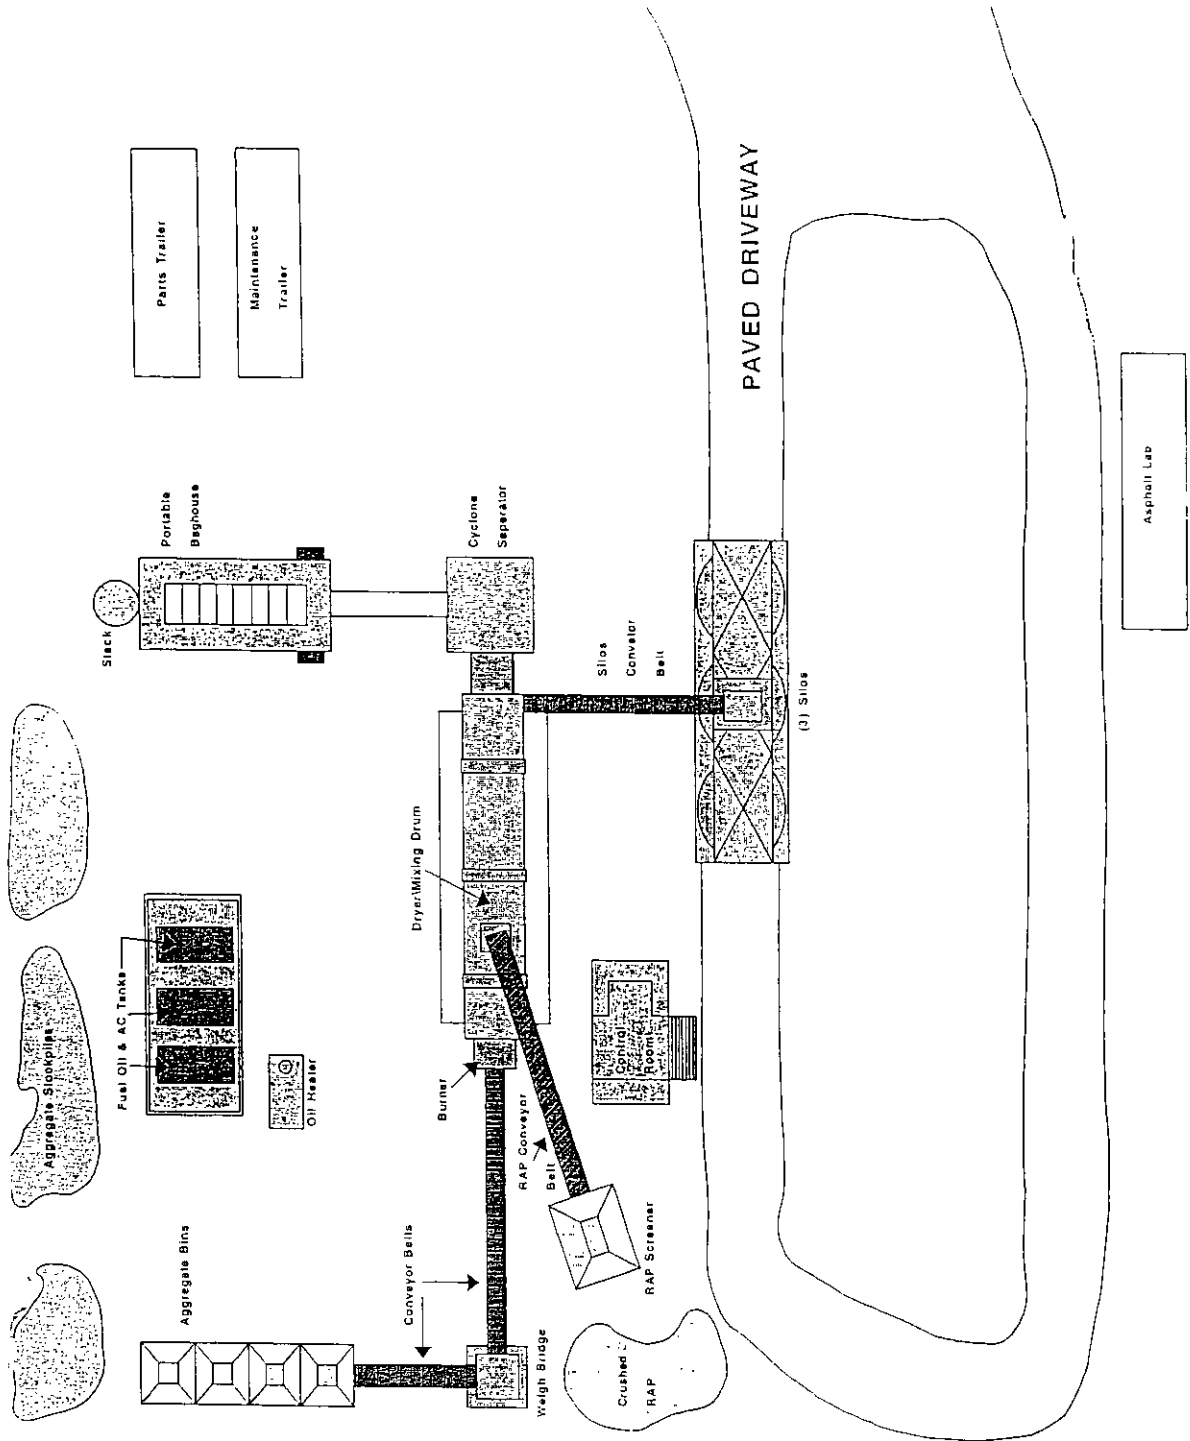 Aggregate Stockpiles
Fuel Oil & AC Tanks
Stack
Parts Trailer
Portable
Baghouse
Aggregate Bins
Maintenance
Trailer
Oil Heater
Conveyor Belts
Dryer\Mixing Drum
Burner
Cyclone
Seperator
RAP Conveyor
Belt
Weigh Bridge
Silos
Conveyor
Belt
Control
Room
Crushed
RAP
RAP Screener
PAVED DRIVEWAY
(3) Silos
Asphalt Lab